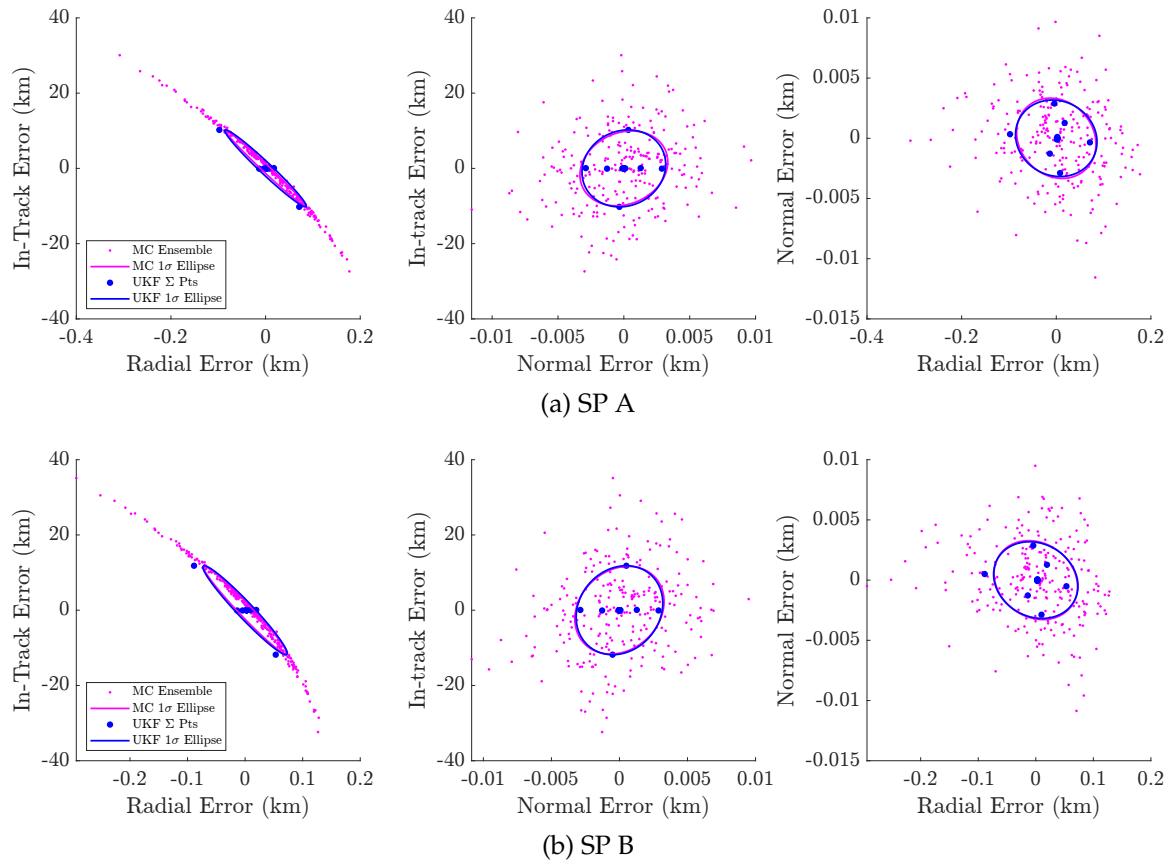 40
20
0
-20
-40
-0.4
-0.2
0
0.2
In-Track Error (km)
Radial Error (km)
MC Ensemble
MC 1σ Ellipse
UKF Σ Pts
UKF 1σ Ellipse
40
20
0
-20
-40
-0.01
-0.005
0
0.005
0.01
In-track Error (km)
Normal Error (km)
0.01
0.005
0
-0.005
-0.01
-0.015
-0.4
-0.2
0
0.2
Normal Error (km)
Radial Error (km)
(a) SP A
40
20
0
-20
-40
-0.2
-0.1
0
0.1
0.2
In-Track Error (km)
Radial Error (km)
MC Ensemble
MC 1σ Ellipse
UKF Σ Pts
UKF 1σ Ellipse
40
20
0
-20
-40
-0.01
-0.005
0
0.005
0.01
In-track Error (km)
Normal Error (km)
0.01
0.005
0
-0.005
-0.01
-0.015
-0.2
-0.1
0
0.1
0.2
Normal Error (km)
Radial Error (km)
(b) SP B